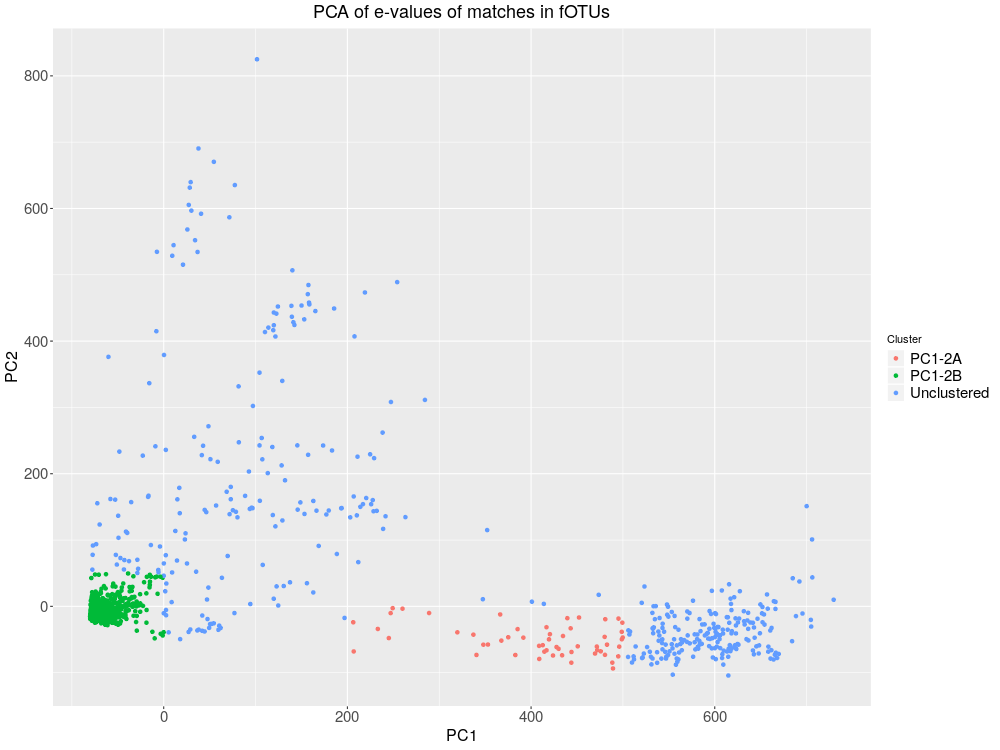 PCA of e-values of matches in fOTUs
800
600
400
200
0
PC2
0
200
400
600
PC1
Cluster
PC1-2A
PC1-2B
Unclustered